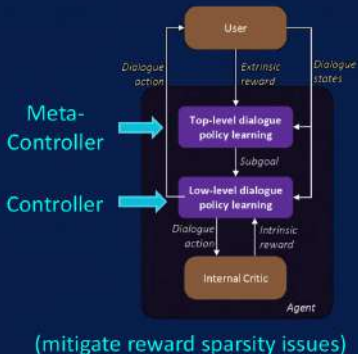 User
Dialogue
action
Extrinsic
reward
Dialogue
states
Meta-
Controller
Top-level dialogue
policy learning
Subgoal
Controller
Low-level dialogue
policy learning
Dialogue
action
Intrinsic
reward
Internal Critic
Agent
(mitigate reward sparsity issues)